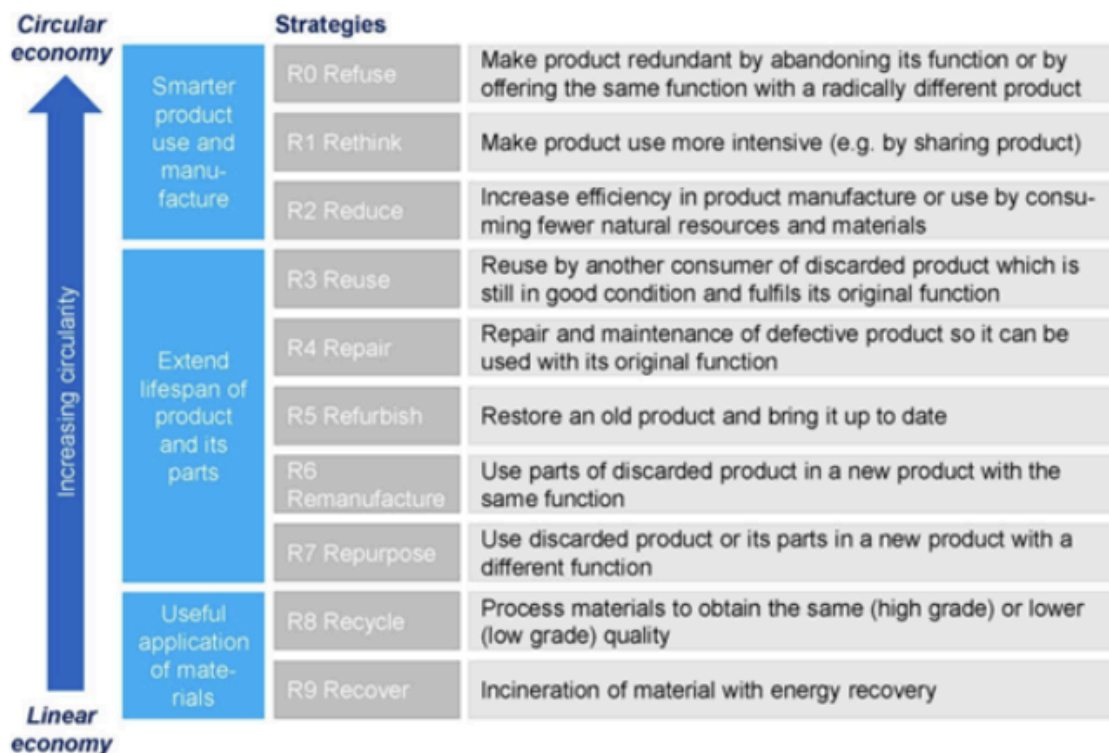 Circular
economy
Strategies
Smarter
product
use and
manu-
facture
R0 Refuse
Make product redundant by abandoning its function or by
offering the same function with a radically different product
R1 Rethink
Make product use more intensive (e.g. by sharing product)
R2 Reduce
Increase efficiency in product manufacture or use by consu-
ming fewer natural resources and materials
Increasing circularity
Extend
lifespan of
product
and its
parts
R3 Reuse
Reuse by another consumer of discarded product which is
still in good condition and fulfils its original function
R4 Repair
Repair and maintenance of defective product so it can be
used with its original function
R5 Refurbish
Restore an old product and bring it up to date
R6
Remanufacture
Use parts of discarded product in a new product with the
same function
R7 Repurpose
Use discarded product or its parts in a new product with a
different function
Useful
application
of mate-
rials
R8 Recycle
Process materials to obtain the same (high grade) or lower
(low grade) quality
R9 Recover
Incineration of material with energy recovery
Linear
economy